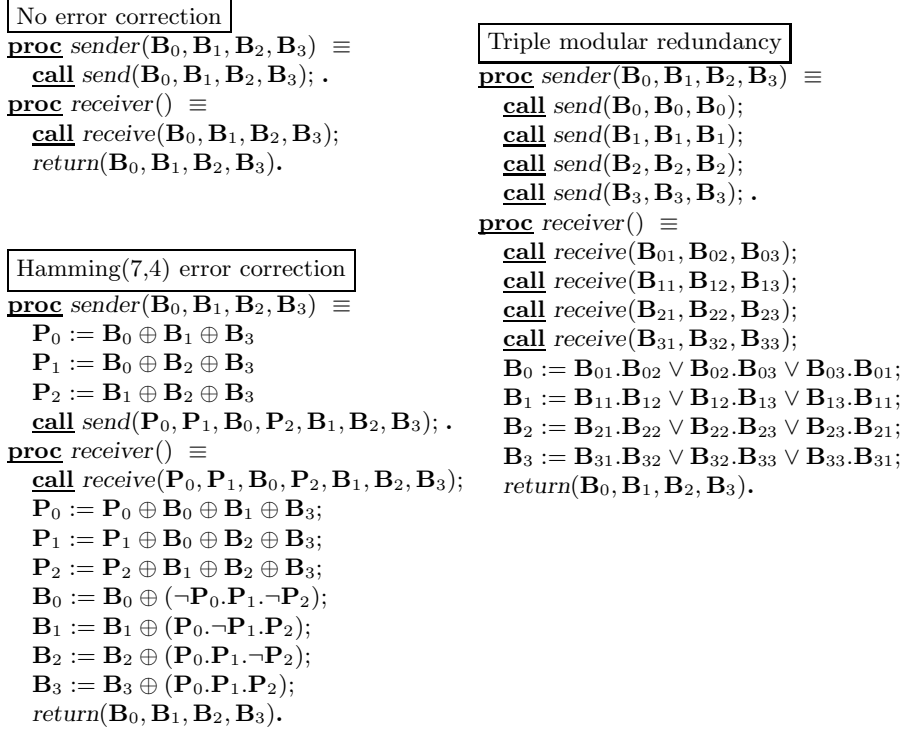 No error correction
proc sender(B₀, B₁, B₂, B₃) ≡
call send(B₀, B₁, B₂, B₃); .
proc receiver() ≡
call receive(B₀, B₁, B₂, B₃);
return(B₀, B₁, B₂, B₃).
Hamming(7,4) error correction
proc sender(B₀, B₁, B₂, B₃) ≡
P₀ := B₀ ⊕ B₁ ⊕ B₃
P₁ := B₀ ⊕ B₂ ⊕ B₃
P₂ := B₁ ⊕ B₂ ⊕ B₃
call send(P₀, P₁, B₀, P₂, B₁, B₂, B₃); .
proc receiver() ≡
call receive(P₀, P₁, B₀, P₂, B₁, B₂, B₃);
P₀ := P₀ ⊕ B₀ ⊕ B₁ ⊕ B₃;
P₁ := P₁ ⊕ B₀ ⊕ B₂ ⊕ B₃;
P₂ := P₂ ⊕ B₁ ⊕ B₂ ⊕ B₃;
B₀ := B₀ ⊕ (¬P₀.P₁.¬P₂);
B₁ := B₁ ⊕ (P₀.¬P₁.P₂);
B₂ := B₂ ⊕ (P₀.P₁.¬P₂);
B₃ := B₃ ⊕ (P₀.P₁.P₂);
return(B₀, B₁, B₂, B₃).
Triple modular redundancy
proc sender(B₀, B₁, B₂, B₃) ≡
call send(B₀, B₀, B₀);
call send(B₁, B₁, B₁);
call send(B₂, B₂, B₂);
call send(B₃, B₃, B₃); .
proc receiver() ≡
call receive(B₀₁, B₀₂, B₀₃);
call receive(B₁₁, B₁₂, B₁₃);
call receive(B₂₁, B₂₂, B₂₃);
call receive(B₃₁, B₃₂, B₃₃);
B₀ := B₀₁.B₀₂ ∨ B₀₂.B₀₃ ∨ B₀₃.B₀₁;
B₁ := B₁₁.B₁₂ ∨ B₁₂.B₁₃ ∨ B₁₃.B₁₁;
B₂ := B₂₁.B₂₂ ∨ B₂₂.B₂₃ ∨ B₂₃.B₂₁;
B₃ := B₃₁.B₃₂ ∨ B₃₂.B₃₃ ∨ B₃₃.B₃₁;
return(B₀, B₁, B₂, B₃).